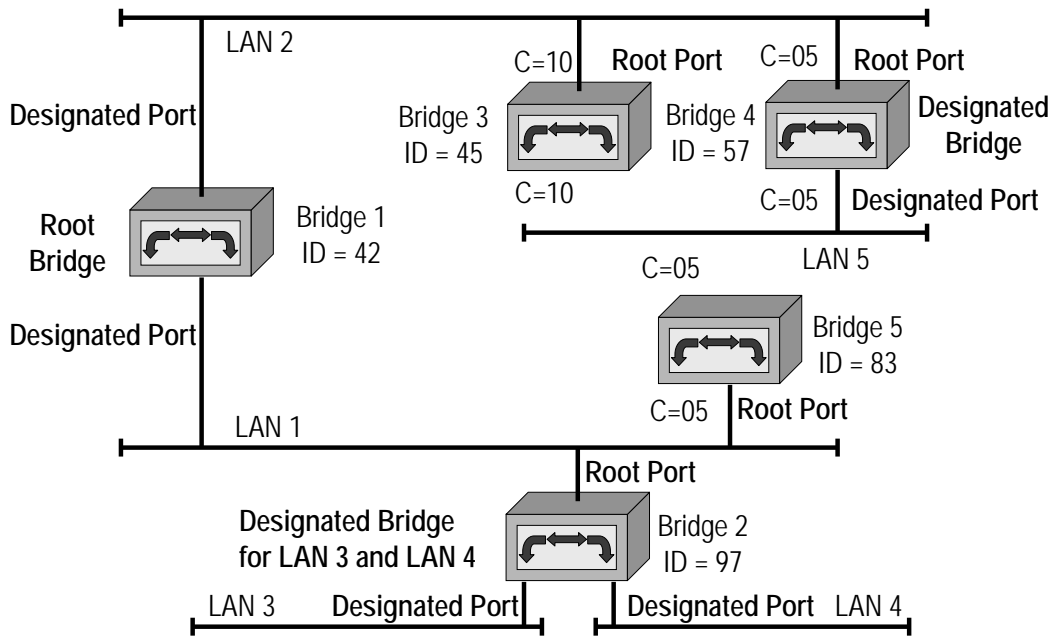 LAN 2
C=10
Root Port
C=05
Root Port
Designated Port
Bridge 3
ID = 45
Bridge 4
ID = 57
Designated
Bridge
C=10
C=05
Designated Port
Root
Bridge
Bridge 1
ID = 42
LAN 5
C=05
Designated Port
Bridge 5
ID = 83
C=05
Root Port
LAN 1
Root Port
Designated Bridge
for LAN 3 and LAN 4
Bridge 2
ID = 97
LAN 3
Designated Port
Designated Port
LAN 4